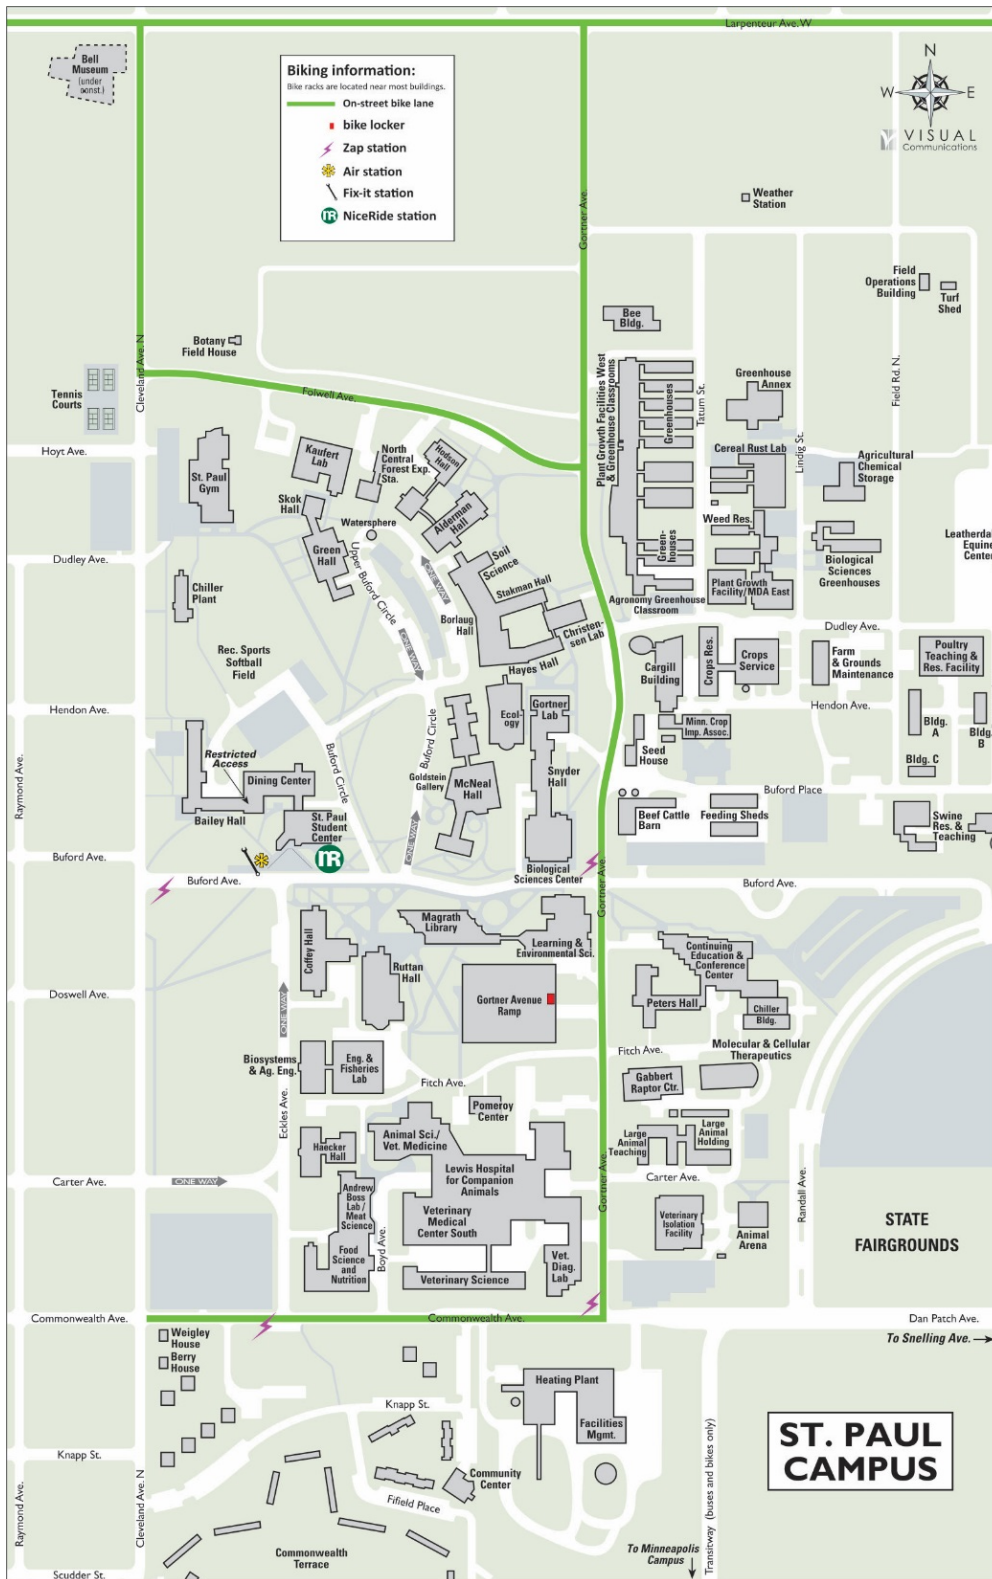 Larpenteur Ave. W
Bell
Museum
(under
const.)
Biking information:
Bike racks are located near most buildings.
On-street bike lane
bike locker
Zap station
Air station
Fix-it station
NiceRide station
N
W
E
S
VISUAL
Communications
Gortner Ave.
Weather
Station
Field
Operations
Building
Turf
Shed
Bee
Bldg.
Botany
Field House
Cleveland Ave. N
Tennis
Courts
Folwell Ave.
Plant Growth Facilities West
& Greenhouse Classrooms
Greenhouses
Tatum St.
Greenhouse
Annex
Field Rd. N.
Lindig St.
Hoyt Ave.
St. Paul
Gym
Kaufert
Lab
North
Central
Forest Exp.
Sta.
Hodson
Hall
Cereal Rust Lab
Agricultural
Chemical
Storage
Skok
Hall
Watersphere
Alderman
Hall
Weed Res.
Green-
houses
Green
Hall
Upper Buford Circle
ONE WAY
Soil
Science
Stakman Hall
Biological
Sciences
Greenhouses
Leatherdale
Equine
Center
Dudley Ave.
Chiller
Plant
Plant Growth
Facility/MDA East
Agronomy Greenhouse
Classroom
Borlaug
Hall
Christen-
sen Lab
Hayes Hall
ONE WAY
Dudley Ave.
Rec. Sports
Softball
Field
Cargill
Building
Crops Res.
Crops
Service
Farm
& Grounds
Maintenance
Poultry
Teaching &
Res. Facility
Hendon Ave.
Ecol-
ogy
Gortner
Lab
Minn. Crop
Imp. Assoc.
Hendon Ave.
Bldg.
A
Bldg.
B
Bldg. C
Raymond Ave.
Restricted
Access
Dining Center
Buford Circle
Buford Circle
Goldstein
Gallery
McNeal
Hall
Snyder
Hall
Seed
House
Buford Place
Bailey Hall
St. Paul
Student
Center
ONE WAY
Beef Cattle
Barn
Feeding Sheds
Swine
Res. &
Teaching
Buford Ave.
Biological
Sciences Center
Buford Ave.
Gortner Ave.
Buford Ave.
Coffey Hall
Magrath
Library
Learning &
Environmental Sci.
Continuing
Education &
Conference
Center
Ruttan
Hall
Doswell Ave.
ONE WAY
Gortner Avenue
Ramp
Peters Hall
Chiller
Bldg.
Biosystems
& Ag. Eng.
Eng. &
Fisheries
Lab
Fitch Ave.
Fitch Ave.
Molecular & Cellular
Therapeutics
Gabbert
Raptor Ctr.
Eckles Ave.
Pomeroy
Center
Animal Sci./
Vet. Medicine
Haecker
Hall
Large
Animal
Teaching
Large
Animal
Holding
Lewis Hospital
for Companion
Animals
Carter Ave.
ONE WAY
Andrew
Boss
Lab /
Meat
Science
Gortner Ave.
Carter Ave.
Randall Ave.
Veterinary
Medical
Center South
Veterinary
Isolation
Facility
Animal
Arena
STATE
FAIRGROUNDS
Boyd Ave.
Food
Science
and
Nutrition
Veterinary Science
Vet.
Diag.
Lab
Commonwealth Ave.
Commonwealth Ave.
Dan Patch Ave.
To Snelling Ave.
Weigley
House
Berry
House
Heating Plant
Knapp St.
Facilities
Mgmt.
Knapp St.
Community
Center
Fifield Place
Raymond Ave.
Cleveland Ave. N
Commonwealth
Terrace
Transitway (buses and bikes only)
To Minneapolis
Campus
ST. PAUL
CAMPUS
Scudder St.